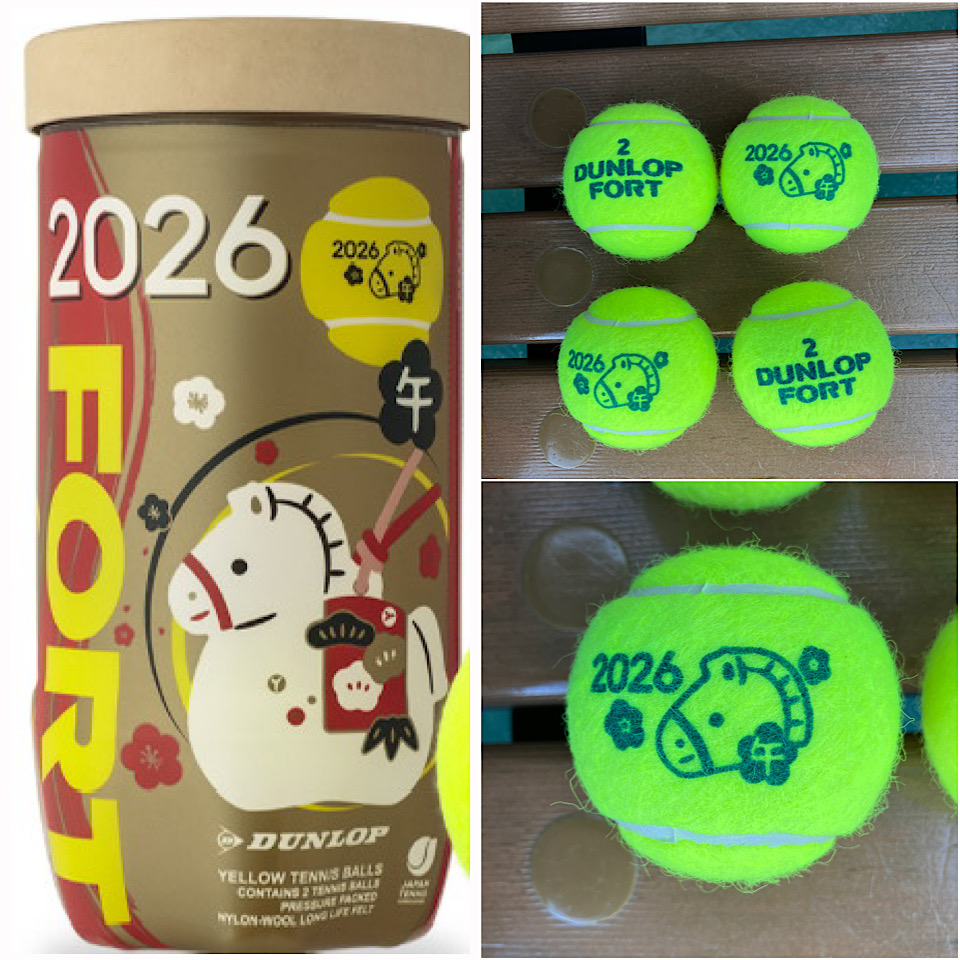 2026
2026
午
午
FORT
DUNLOP
YELLOW TENNIS BALLS
CONTAINS 2 TENNIS BALLS
PRESSURE PACKED
NYLON-WOOL LONG LIFE FELT
JAPAN
TENNIS
2
DUNLOP
FORT
2026
午
2026
午
2
DUNLOP
FORT
2026
午